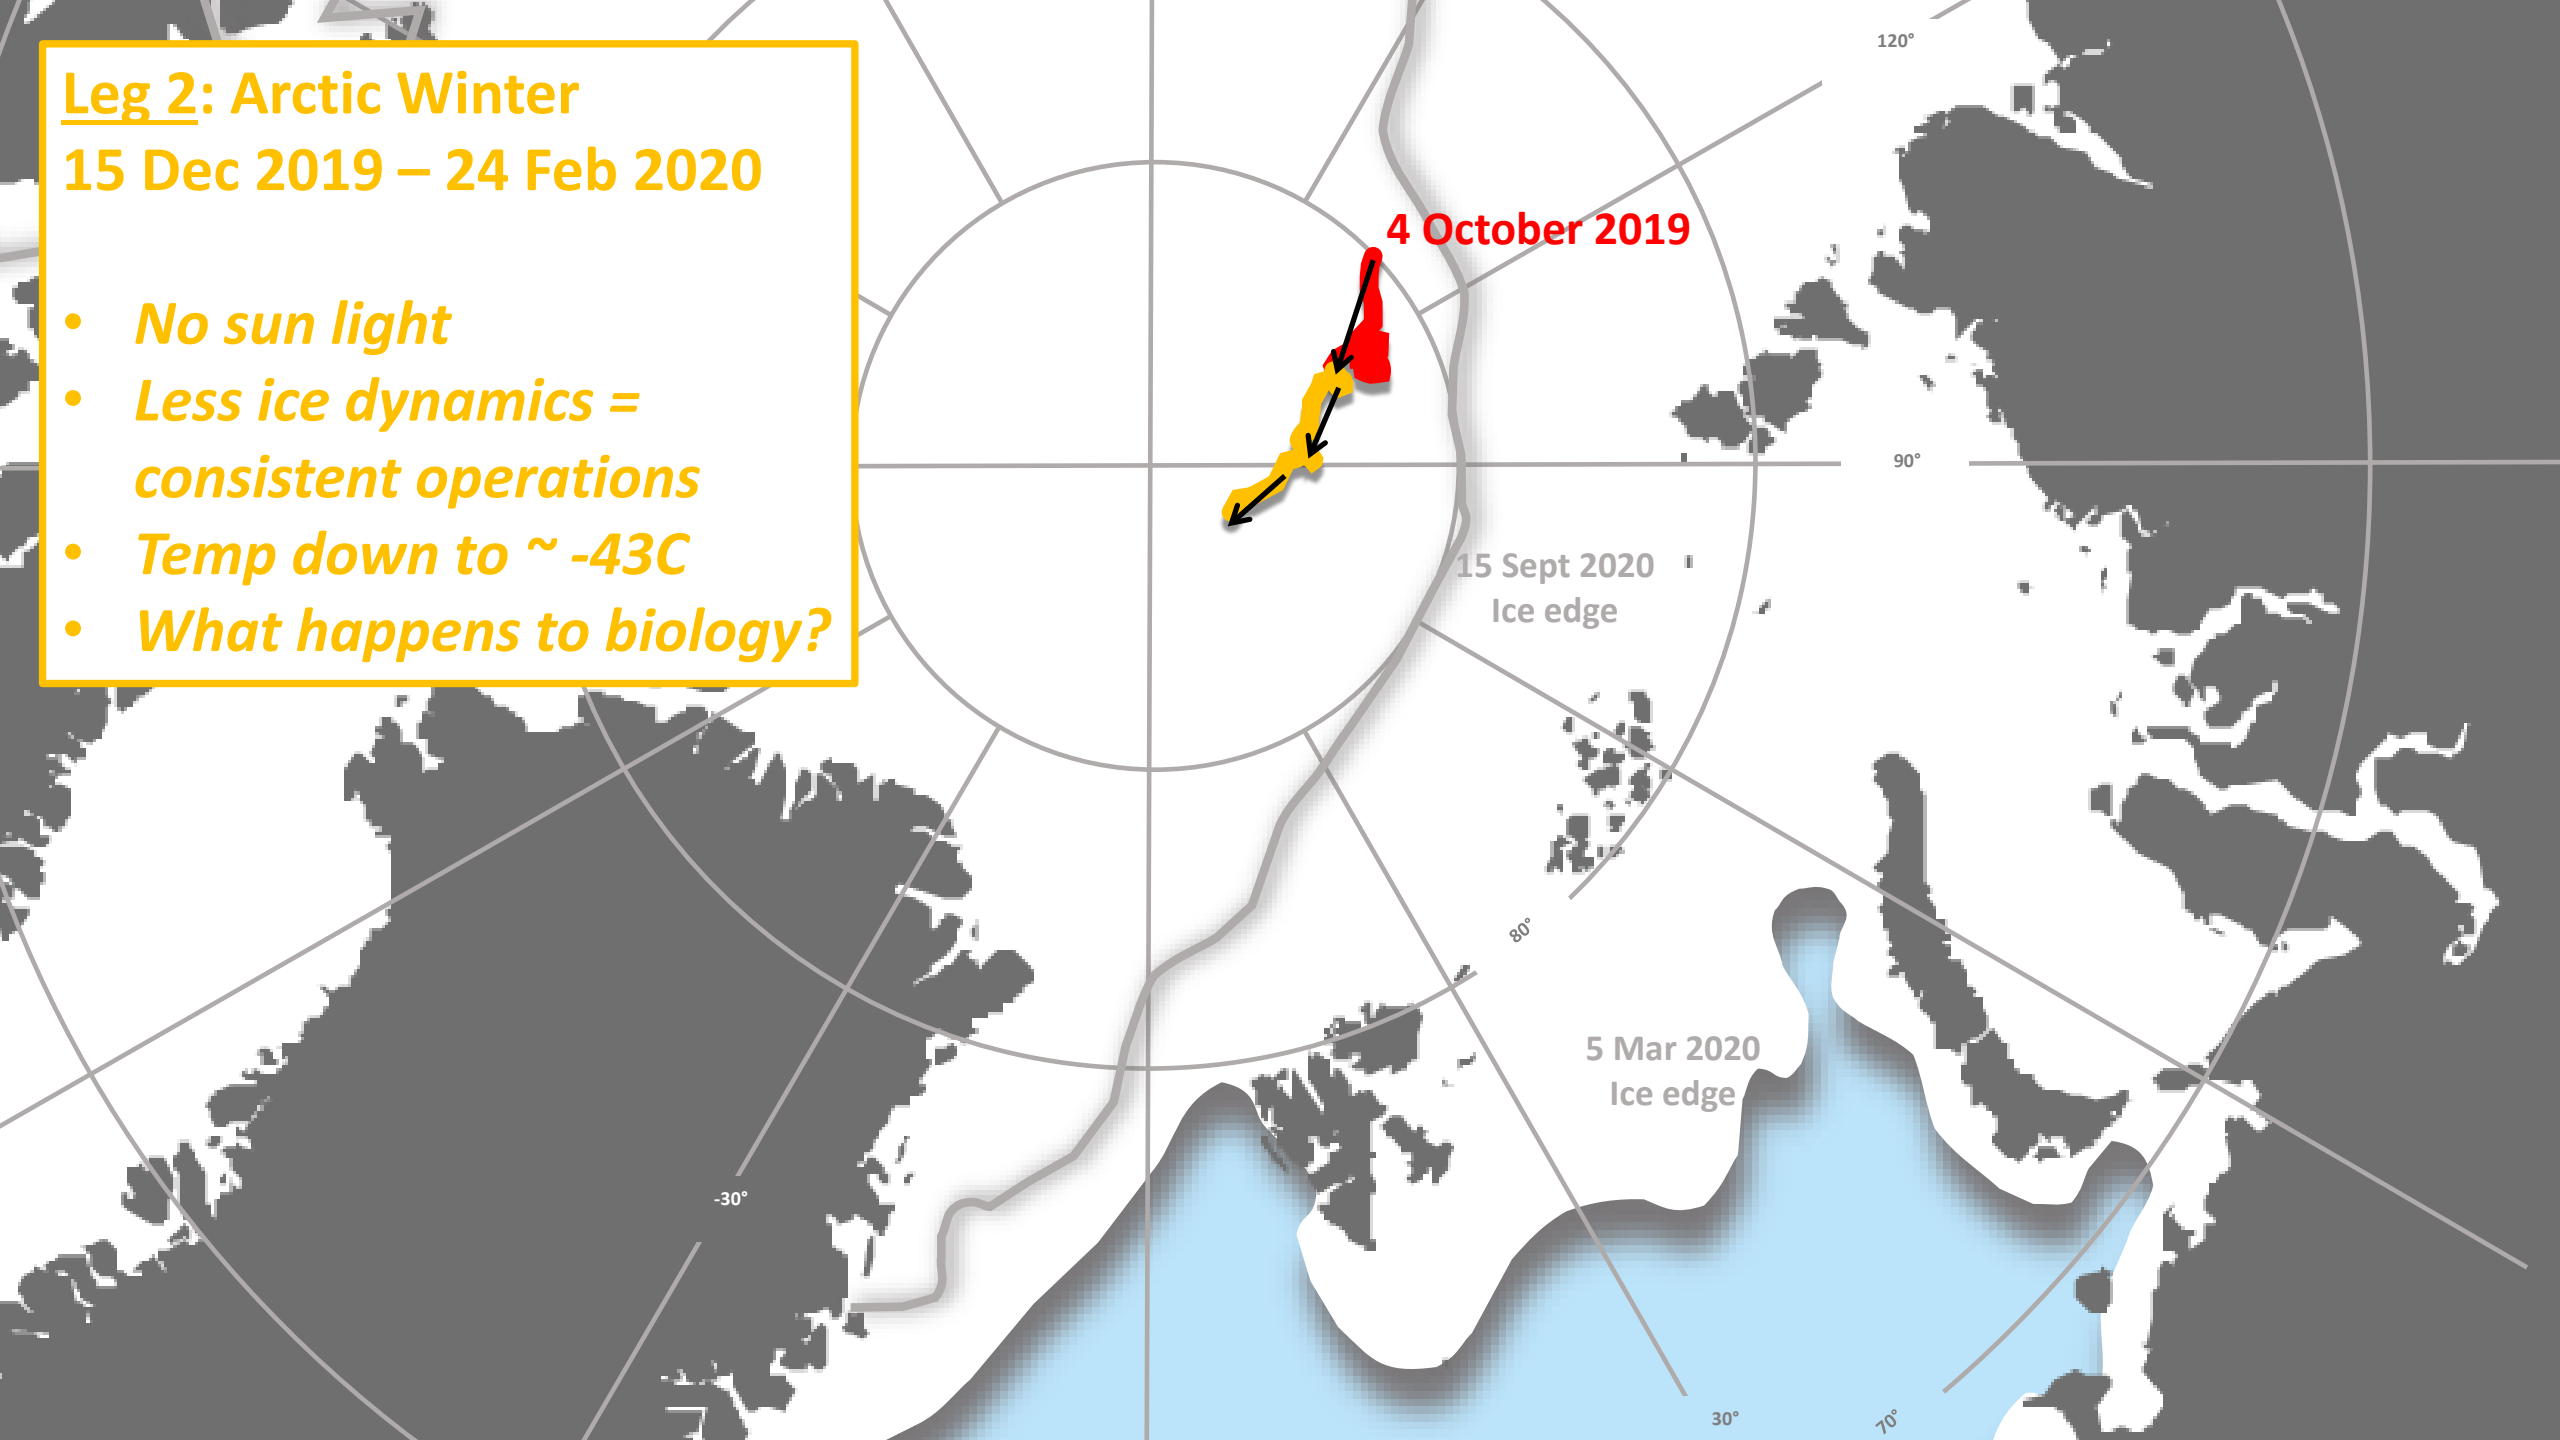 Leg 2: Arctic Winter
15 Dec 2019 – 24 Feb 2020
• No sun light
• Less ice dynamics =
consistent operations
• Temp down to ~ -43C
• What happens to biology?
120°
4 October 2019
90°
15 Sept 2020
Ice edge
80°
5 Mar 2020
Ice edge
-30°
30°
70°